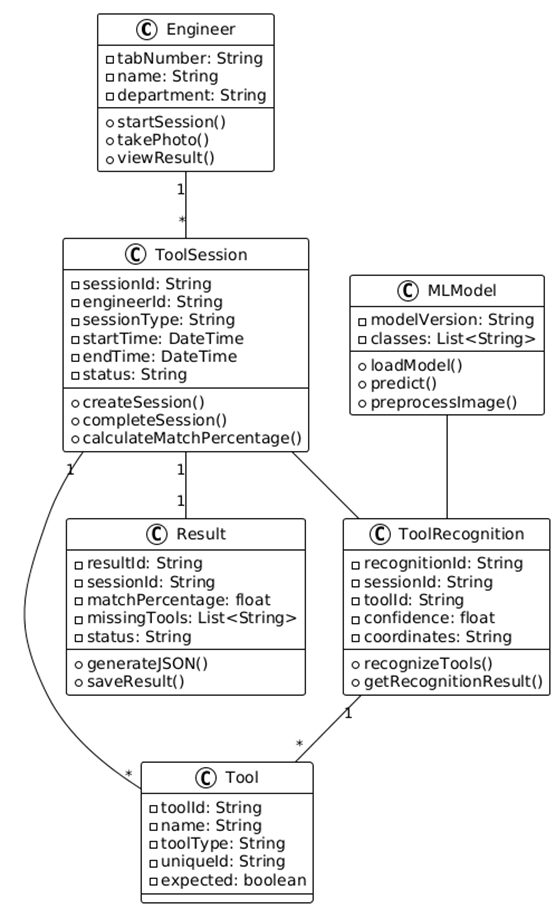 C Engineer
tabNumber: String
name: String
department: String
startSession()
takePhoto()
viewResult()
1
*
C ToolSession
sessionId: String
engineerId: String
sessionType: String
startTime: DateTime
endTime: DateTime
status: String
createSession()
completeSession()
calculateMatchPercentage()
C MLModel
modelVersion: String
classes: List<String>
loadModel()
predict()
preprocessImage()
1
1
1
C Result
resultId: String
sessionId: String
matchPercentage: float
missingTools: List<String>
status: String
generateJSON()
saveResult()
C ToolRecognition
recognitionId: String
sessionId: String
toolId: String
confidence: float
coordinates: String
recognizeTools()
getRecognitionResult()
1
*
*
C Tool
toolId: String
name: String
toolType: String
uniqueId: String
expected: boolean